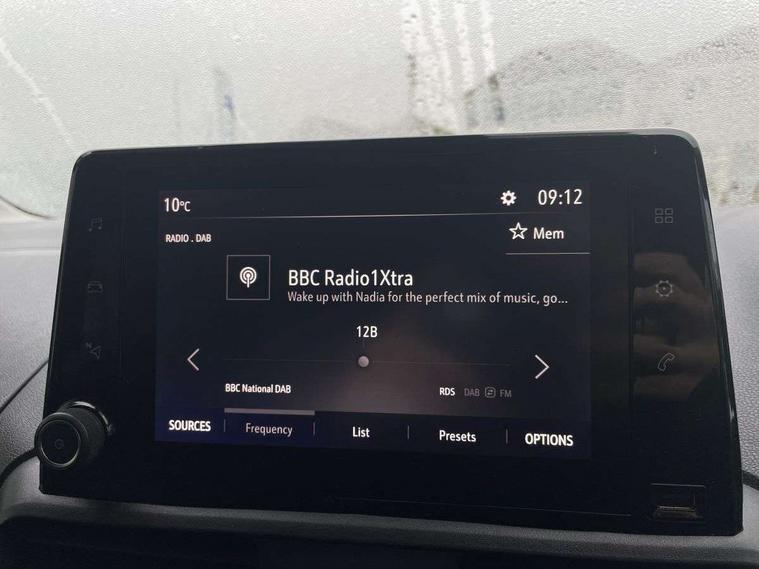 10°C 09:12
RADIO . DAB
Mem
BBC Radio1Xtra
Wake up with Nadia for the perfect mix of music, go...
12B
BBC National DAB
RDS DAB FM
SOURCES Frequency List Presets OPTIONS
N